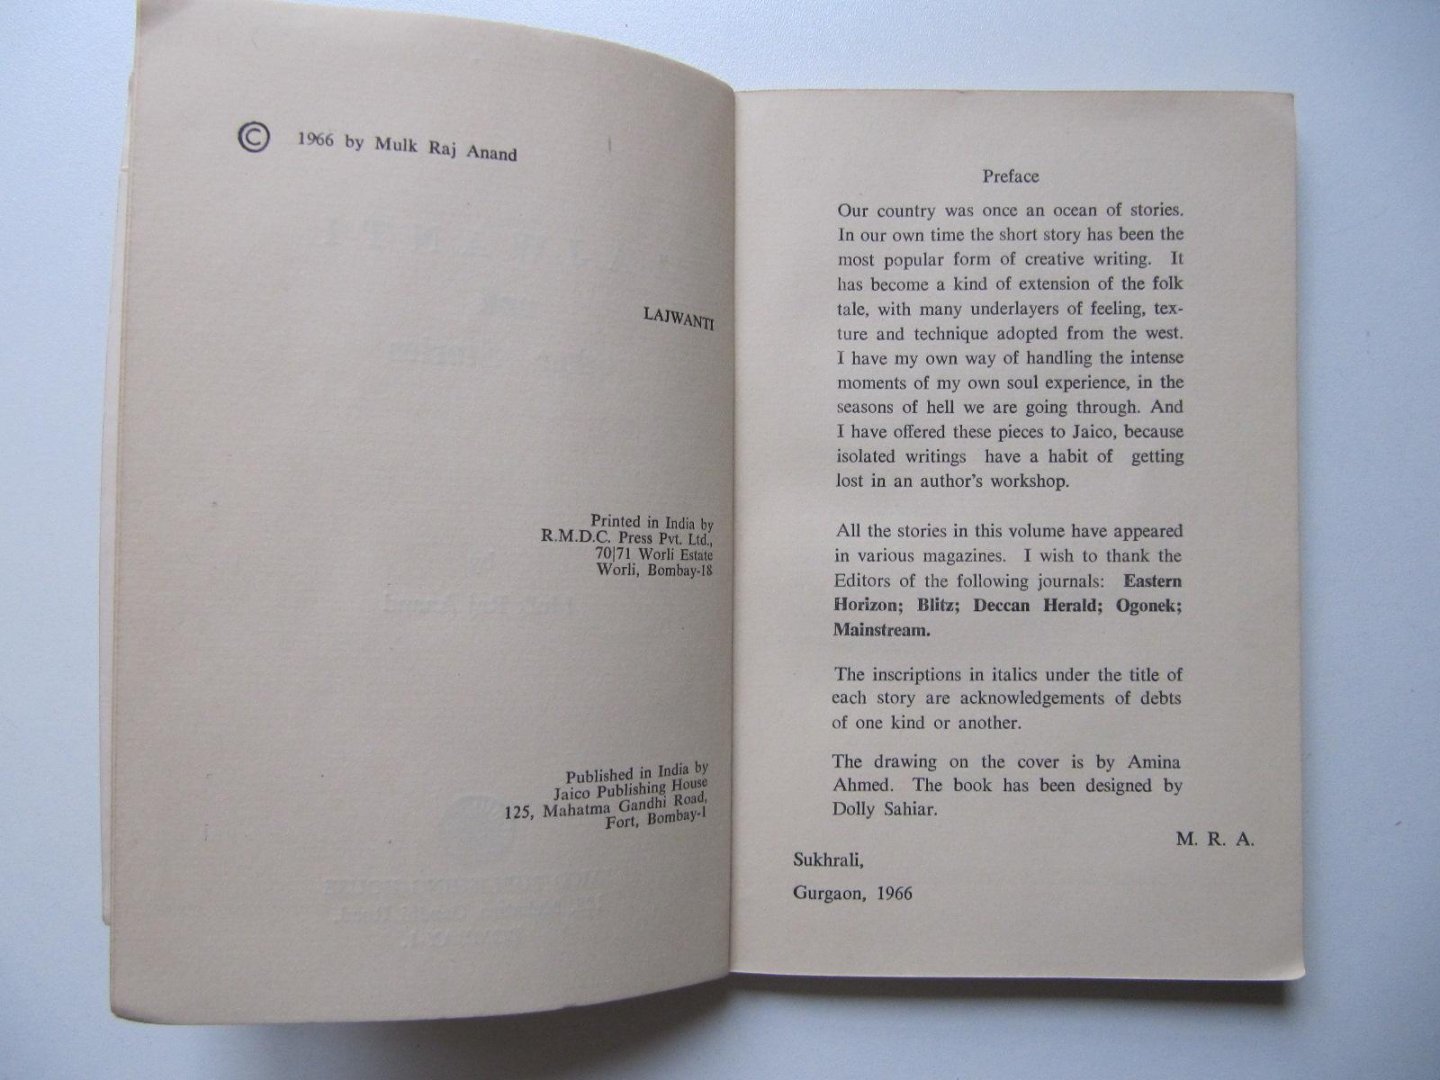 © 1966 by Mulk Raj Anand
LAJWANTI
Printed in India by
R.M.D.C. Press Pvt. Ltd.,
70|71 Worli Estate
Worli, Bombay-18
Published in India by
Jaico Publishing House
125, Mahatma Gandhi Road,
Fort, Bombay-1
Preface
Our country was once an ocean of stories.
In our own time the short story has been the
most popular form of creative writing. It
has become a kind of extension of the folk
tale, with many underlayers of feeling, tex-
ture and technique adopted from the west.
I have my own way of handling the intense
moments of my own soul experience, in the
seasons of hell we are going through. And
I have offered these pieces to Jaico, because
isolated writings have a habit of getting
lost in an author's workshop.
All the stories in this volume have appeared
in various magazines. I wish to thank the
Editors of the following journals: Eastern
Horizon; Blitz; Deccan Herald; Ogonek;
Mainstream.
The inscriptions in italics under the title of
each story are acknowledgements of debts
of one kind or another.
The drawing on the cover is by Amina
Ahmed. The book has been designed by
Dolly Sahiar.
M. R. A.
Sukhrali,
Gurgaon, 1966